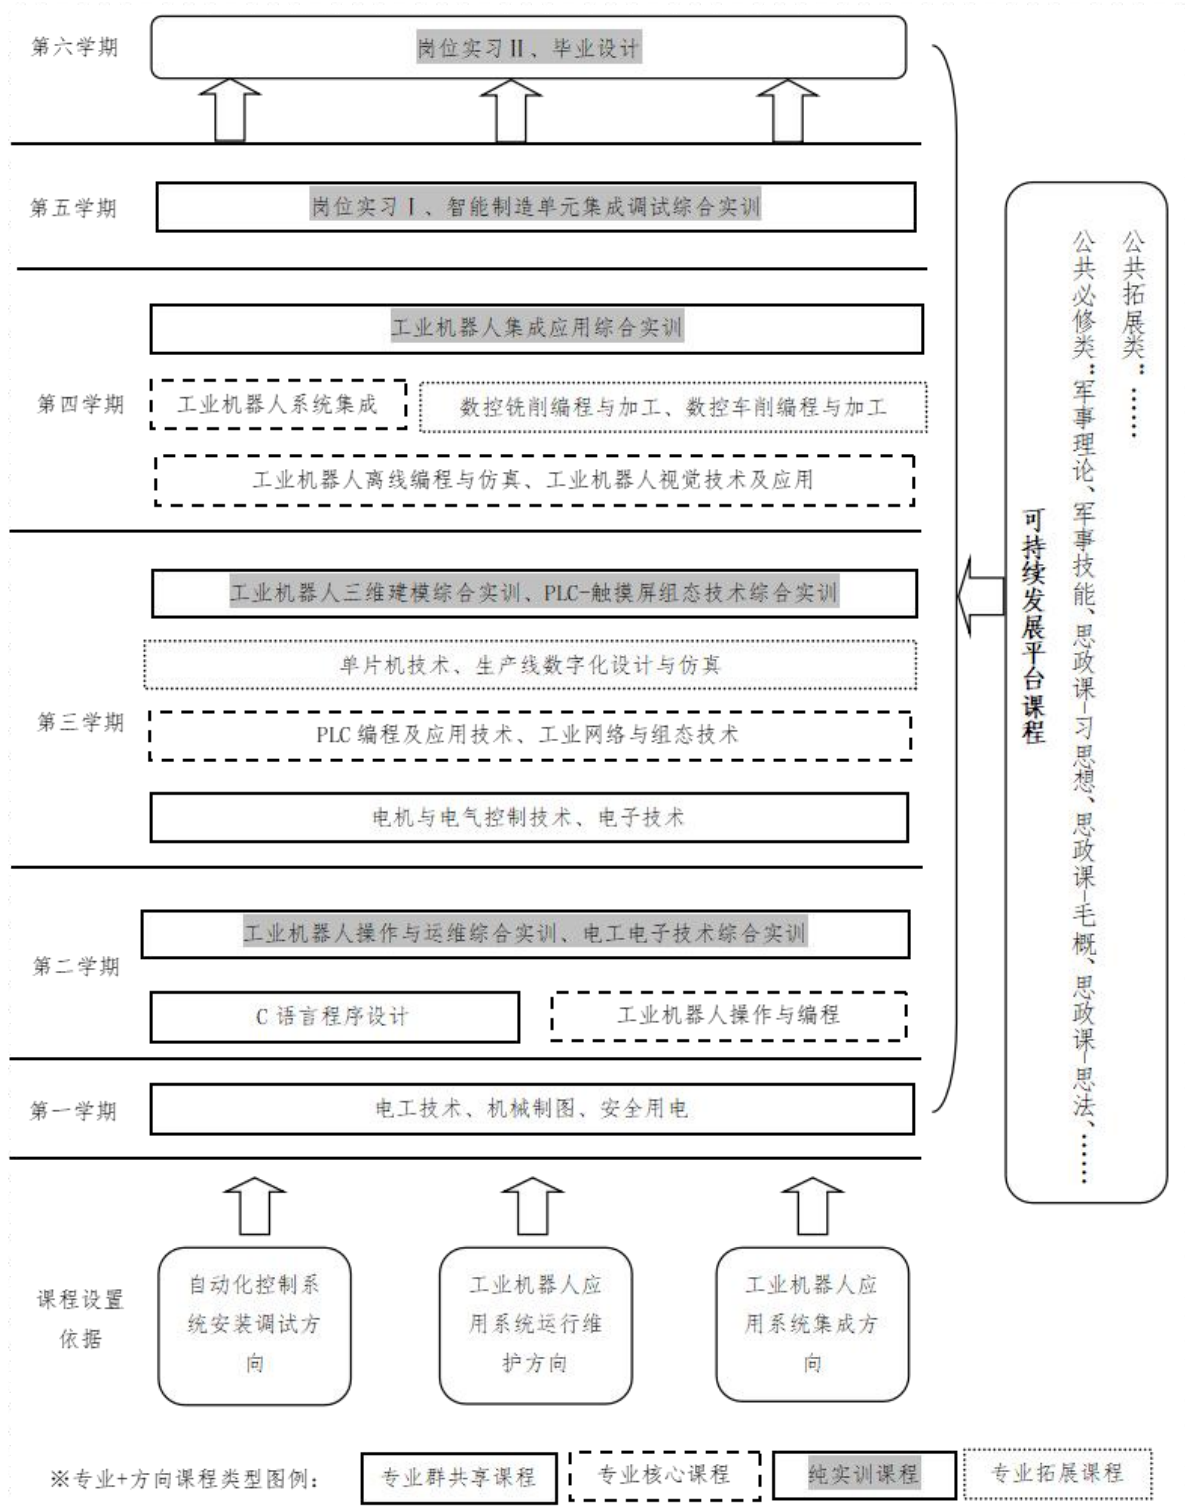 第六学期
岗位实习Ⅱ、毕业设计
第五学期
岗位实习Ⅰ、智能制造单元集成调试综合实训
工业机器人集成应用综合实训
第四学期
工业机器人系统集成
数控铣削编程与加工、数控车削编程与加工
工业机器人离线编程与仿真、工业机器人视觉技术及应用
工业机器人三维建模综合实训、PLC-触摸屏组态技术综合实训
单片机技术、生产线数字化设计与仿真
第三学期
PLC 编程及应用技术、工业网络与组态技术
电机与电气控制技术、电子技术
工业机器人操作与运维综合实训、电工电子技术综合实训
第二学期
C 语言程序设计
工业机器人操作与编程
第一学期
电工技术、机械制图、安全用电
公共拓展类：……
公共必修类：军事理论、军事技能、思政课-习思想、思政课-毛概、思政课-思法、……
可持续发展平台课程
课程设置
依据
自动化控制系
统安装调试方
向
工业机器人应
用系统运行维
护方向
工业机器人应
用系统集成方
向
※专业+方向课程类型图例：
专业群共享课程
专业核心课程
纯实训课程
专业拓展课程